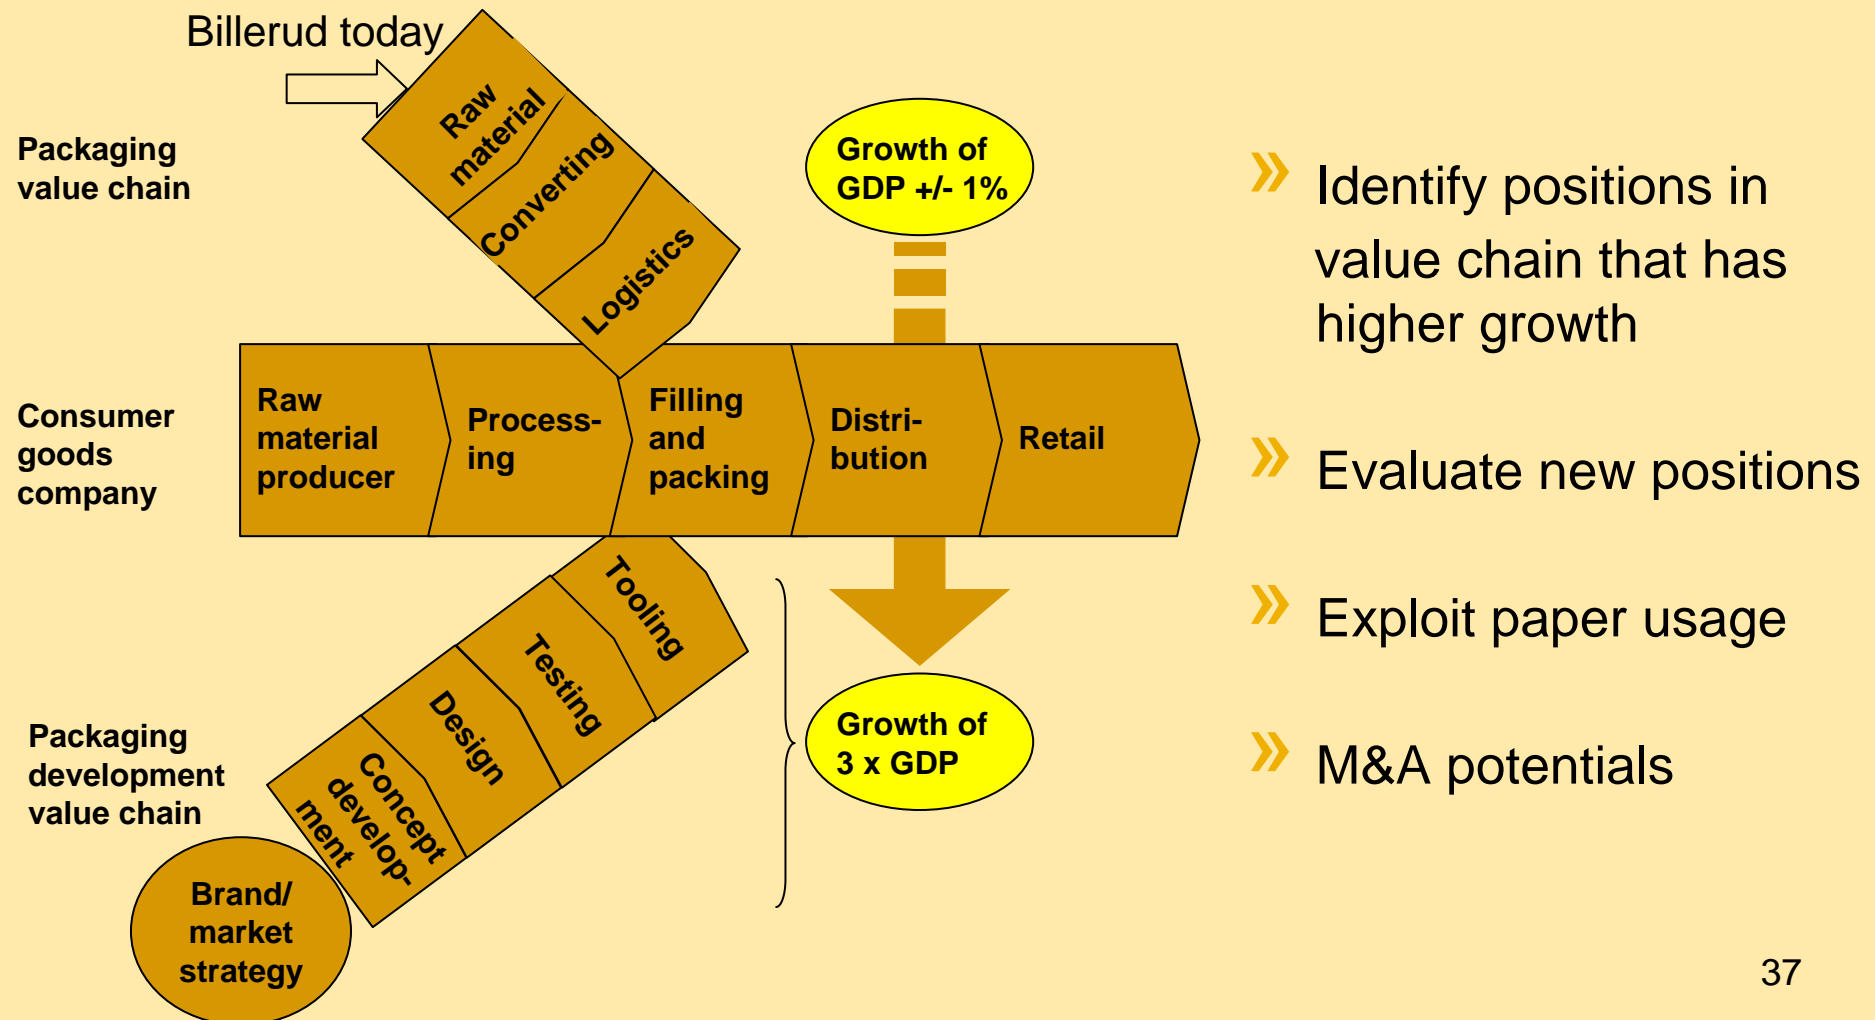 Billerud today
Packaging
value chain
Raw
material
Converting
Logistics
Growth of
GDP +/- 1%
Consumer
goods
company
Raw
material
producer
Process-
ing
Filling
and
packing
Distri-
bution
Retail
Packaging
development
value chain
Tooling
Testing
Design
Concept
develop-
ment
Brand/
market
strategy
Growth of
3 x GDP
» Identify positions in
value chain that has
higher growth
» Evaluate new positions
» Exploit paper usage
» M&A potentials
37